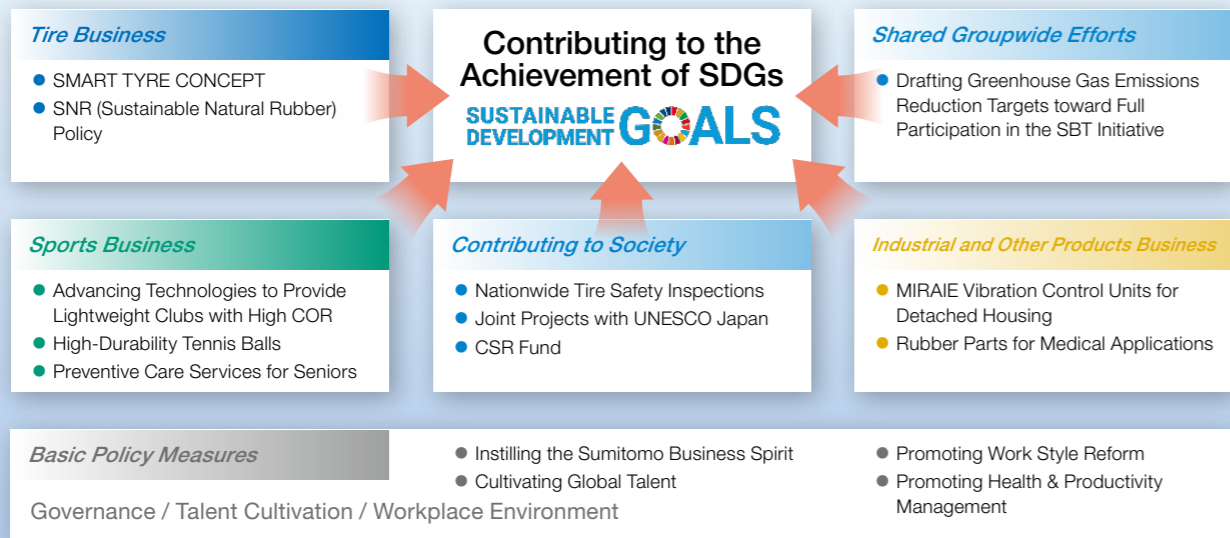 Tire Business
● SMART TYRE CONCEPT
● SNR (Sustainable Natural Rubber)
Policy
Contributing to the
Achievement of SDGs
SUSTAINABLE
DEVELOPMENT
GOALS
Shared Groupwide Efforts
● Drafting Greenhouse Gas Emissions
Reduction Targets toward Full
Participation in the SBT Initiative
Sports Business
● Advancing Technologies to Provide
Lightweight Clubs with High COR
● High-Durability Tennis Balls
● Preventive Care Services for Seniors
Contributing to Society
● Nationwide Tire Safety Inspections
● Joint Projects with UNESCO Japan
● CSR Fund
Industrial and Other Products Business
● MIRAIE Vibration Control Units for
Detached Housing
● Rubber Parts for Medical Applications
Basic Policy Measures
Governance / Talent Cultivation / Workplace Environment
● Instilling the Sumitomo Business Spirit
● Cultivating Global Talent
● Promoting Work Style Reform
● Promoting Health & Productivity
Management